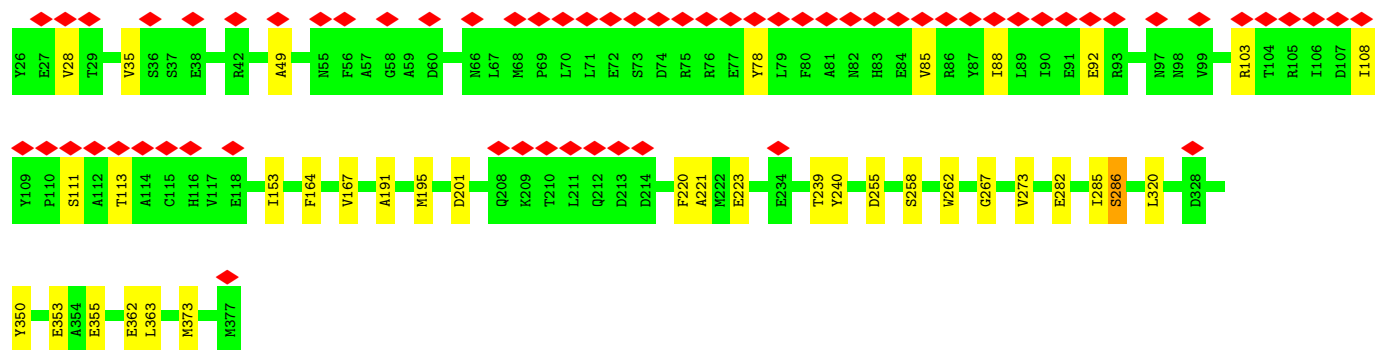 Y26 E27 V28 T29 V35 S36 S37 E38 R42 A49 N55 F56 A57 G58 A59 D60 N66 L67 M68 P69 L70 L71 E72 S73 D74 R75 R76 E77 Y78 L79 F80 A81 N82 H83 E84 V85 R86 Y87 I88 L89 I90 E91 E92 R93 N97 N98 V99 R103 T104 R105 I106 D107 I108
Y109 P110 S111 A112 T113 A114 C115 H116 V117 E118 I153 F164 V167 A191 M195 D201 Q208 K209 T210 L211 Q212 D213 D214 F220 A221 M222 E223 E234 T239 Y240 D255 S258 W262 G267 V273 E282 I285 S286 L320 D328
Y350 E353 A354 E355 E362 L363 M373 M377